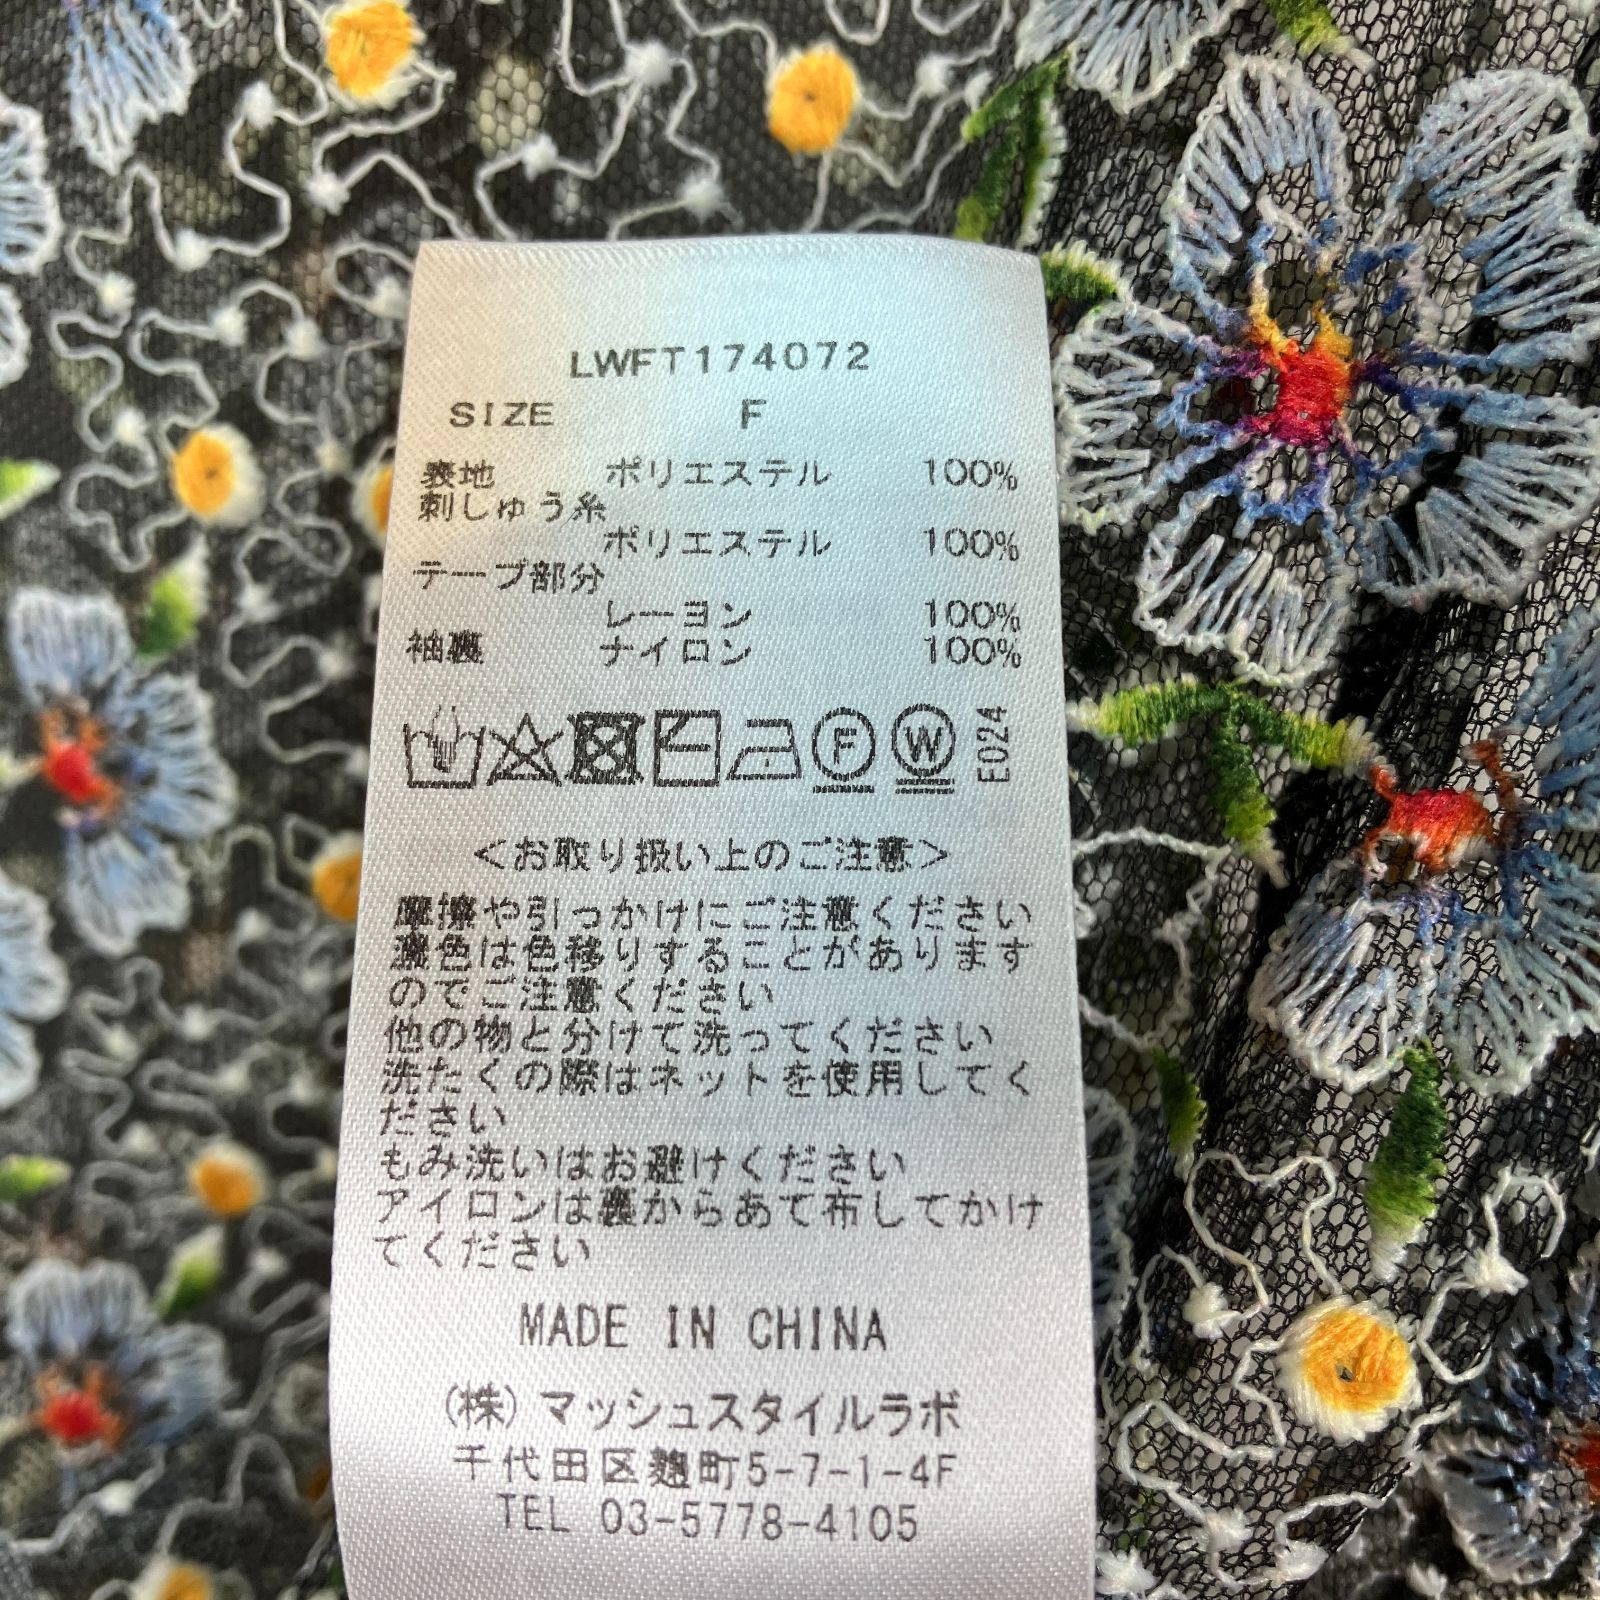 LWFT174072
SIZE F
表地 ポリエステル 100%
刺しゅう糸
ポリエステル 100%
テープ部分
レーヨン 100%
袖裏 ナイロン 100%
F W E024
<お取り扱い上のご注意>
摩擦や引っかけにご注意ください
濃色は色移りすることがあります
のでご注意ください
他の物と分けて洗ってください
洗たくの際はネットを使用してく
ださい
もみ洗いはお避けください
アイロンは裏からあて布してかけ
てください
MADE IN CHINA
(株)マッシュスタイルラボ
千代田区麹町5-7-1-4F
TEL 03-5778-4105